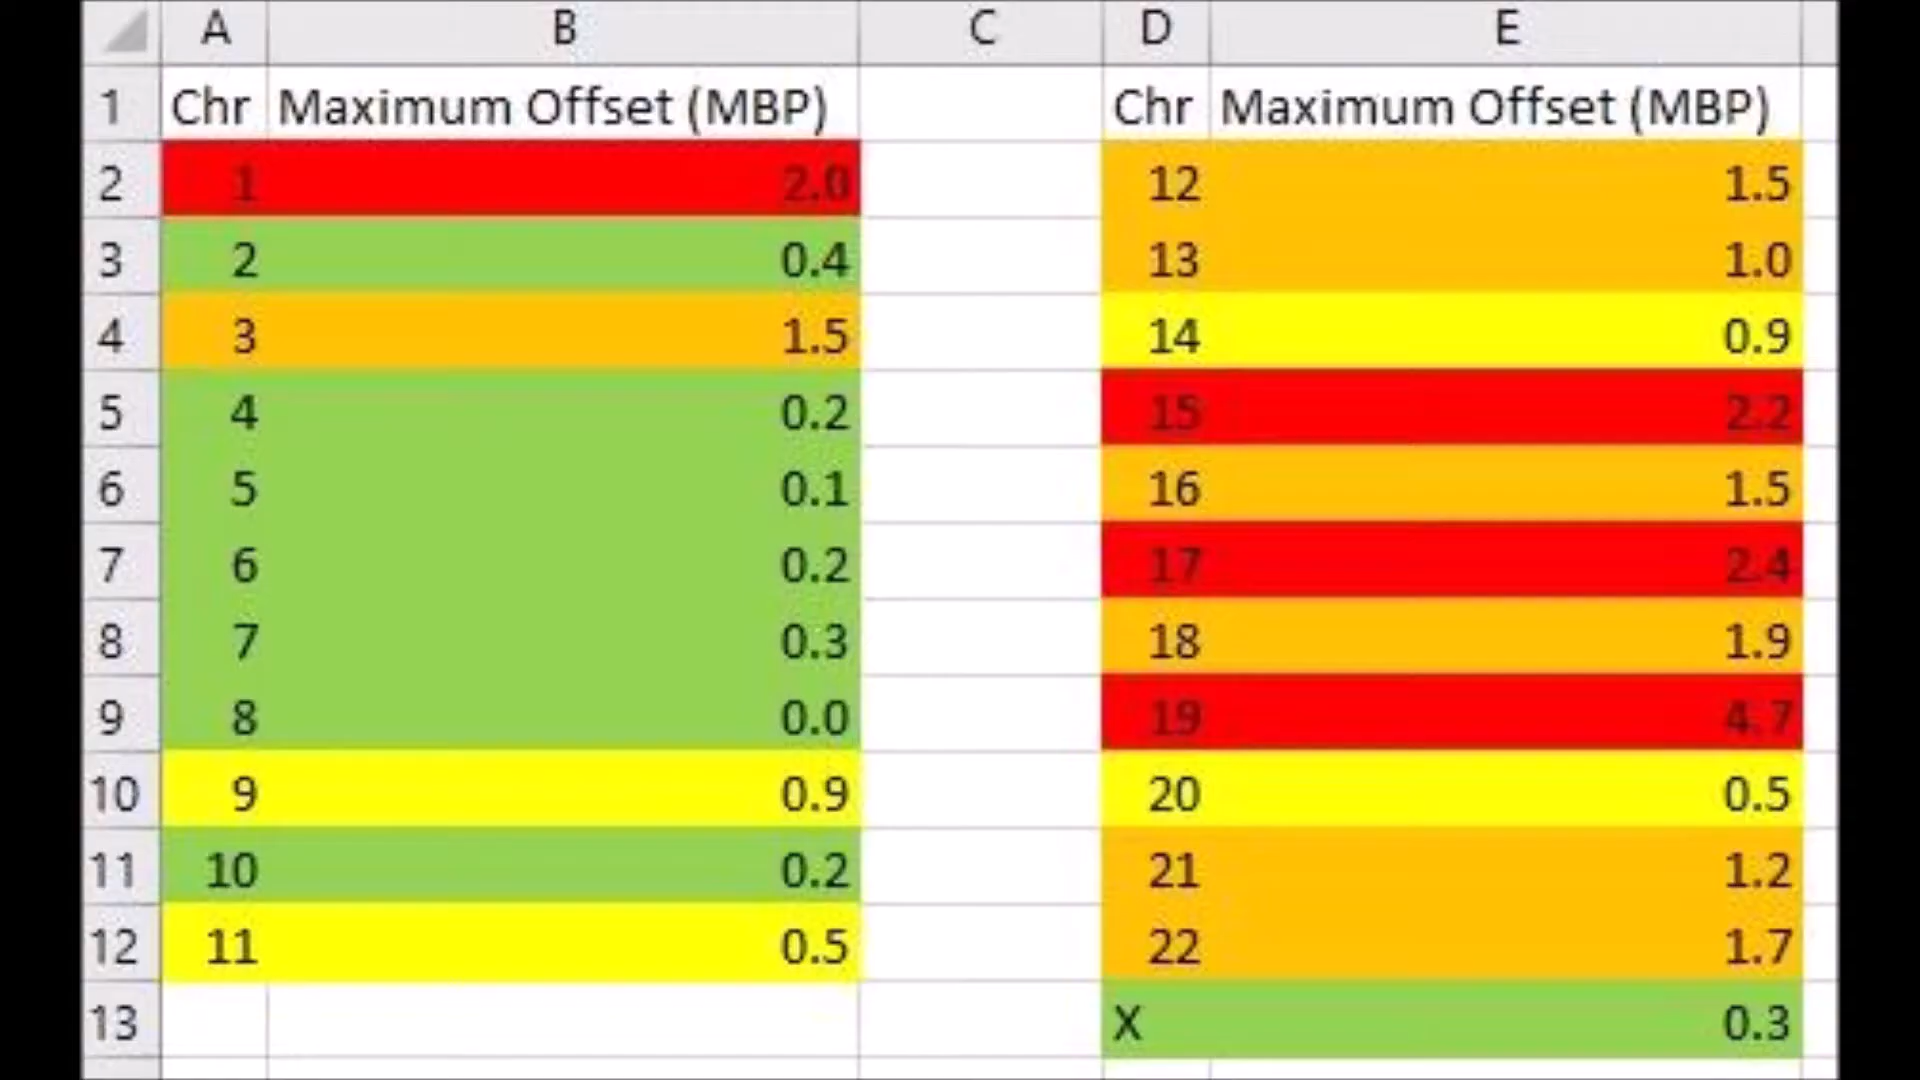 A B C D E
1 Chr Maximum Offset (MBP) Chr Maximum Offset (MBP)
2 1 2.0 12 1.5
3 2 0.4 13 1.0
4 3 1.5 14 0.9
5 4 0.2 15 2.2
6 5 0.1 16 1.5
7 6 0.2 17 2.4
8 7 0.3 18 1.9
9 8 0.0 19 4.7
10 9 0.9 20 0.5
11 10 0.2 21 1.2
12 11 0.5 22 1.7
13 X 0.3